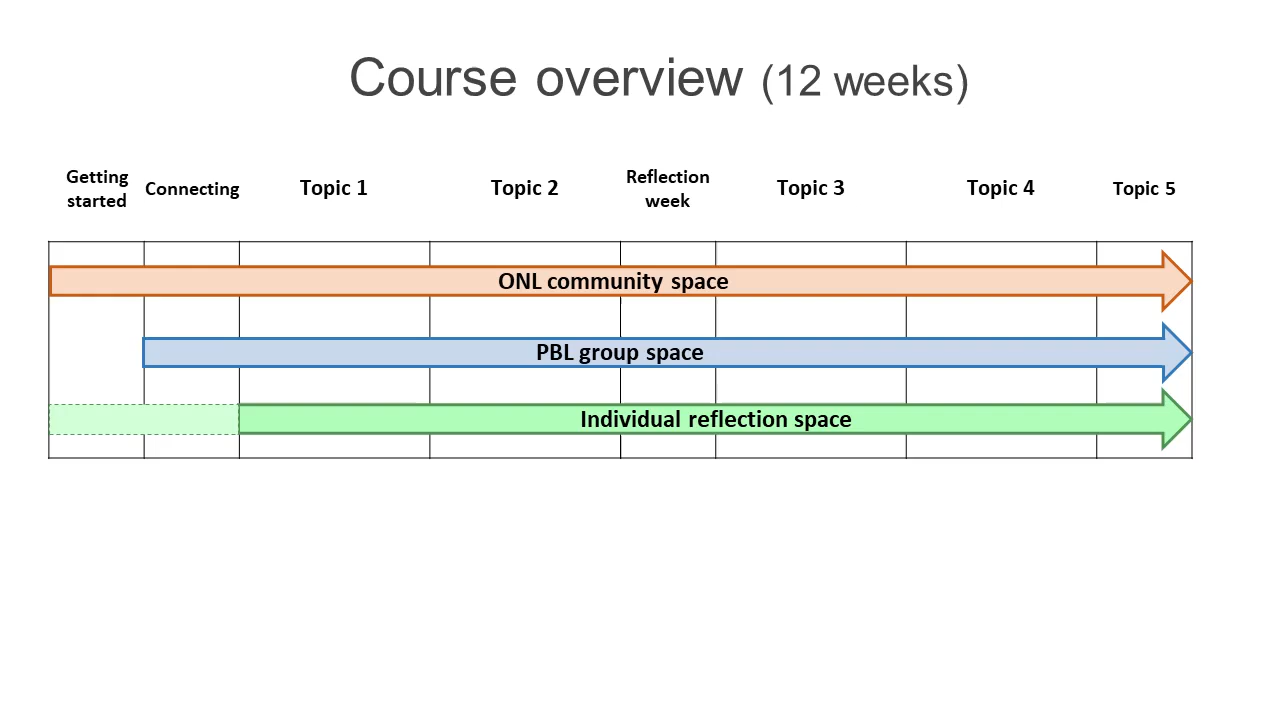 Course overview (12 weeks)
Getting
started
Connecting
Topic 1
Topic 2
Reflection
week
Topic 3
Topic 4
Topic 5
ONL community space
PBL group space
Individual reflection space